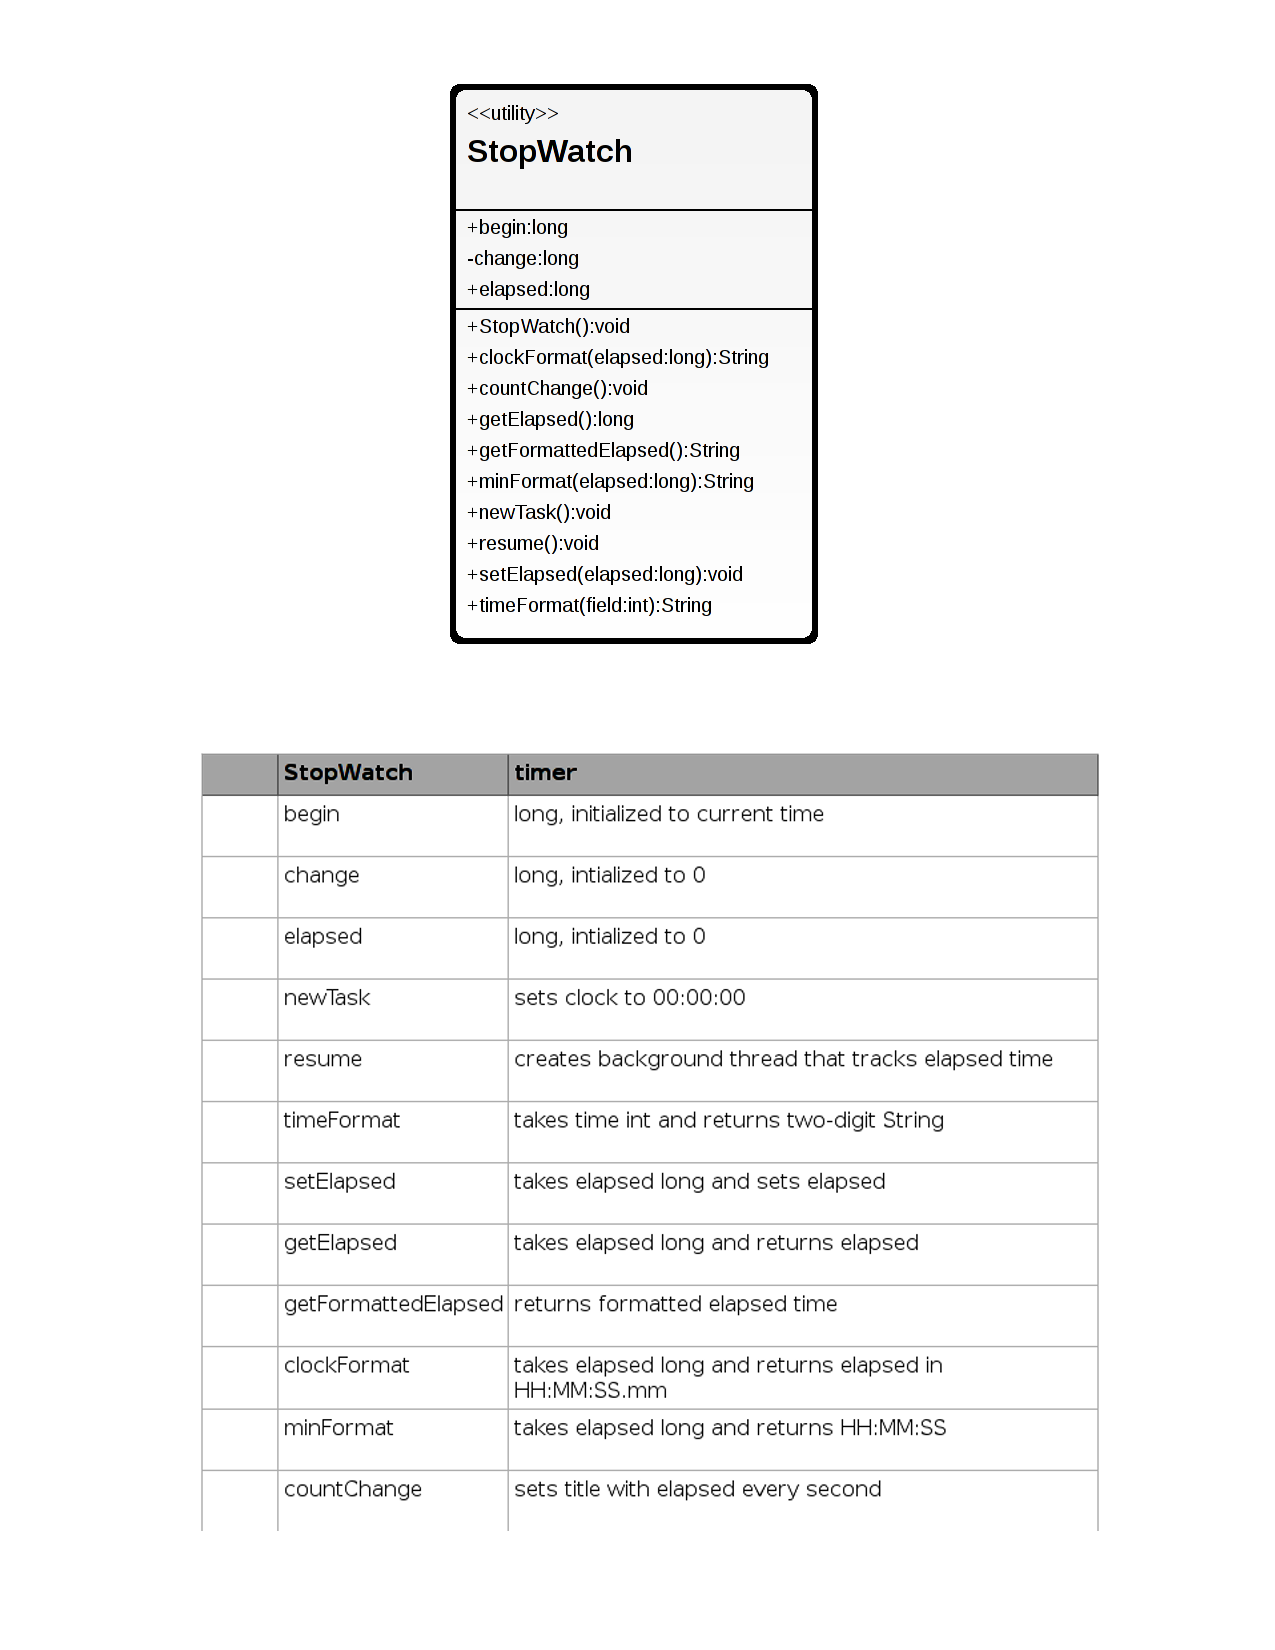 <<utility>>
StopWatch
+begin:long
-change:long
+elapsed:long
+StopWatch():void
+clockFormat(elapsed:long):String
+countChange():void
+getElapsed():long
+getFormattedElapsed():String
+minFormat(elapsed:long):String
+newTask():void
+resume():void
+setElapsed(elapsed:long):void
+timeFormat(field:int):String
StopWatch timer
begin long, initialized to current time
change long, intialized to 0
elapsed long, intialized to 0
newTask sets clock to 00:00:00
resume creates background thread that tracks elapsed time
timeFormat takes time int and returns two-digit String
setElapsed takes elapsed long and sets elapsed
getElapsed takes elapsed long and returns elapsed
getFormattedElapsed returns formatted elapsed time
clockFormat takes elapsed long and returns elapsed in
HH:MM:SS.mm
minFormat takes elapsed long and returns HH:MM:SS
countChange sets title with elapsed every second